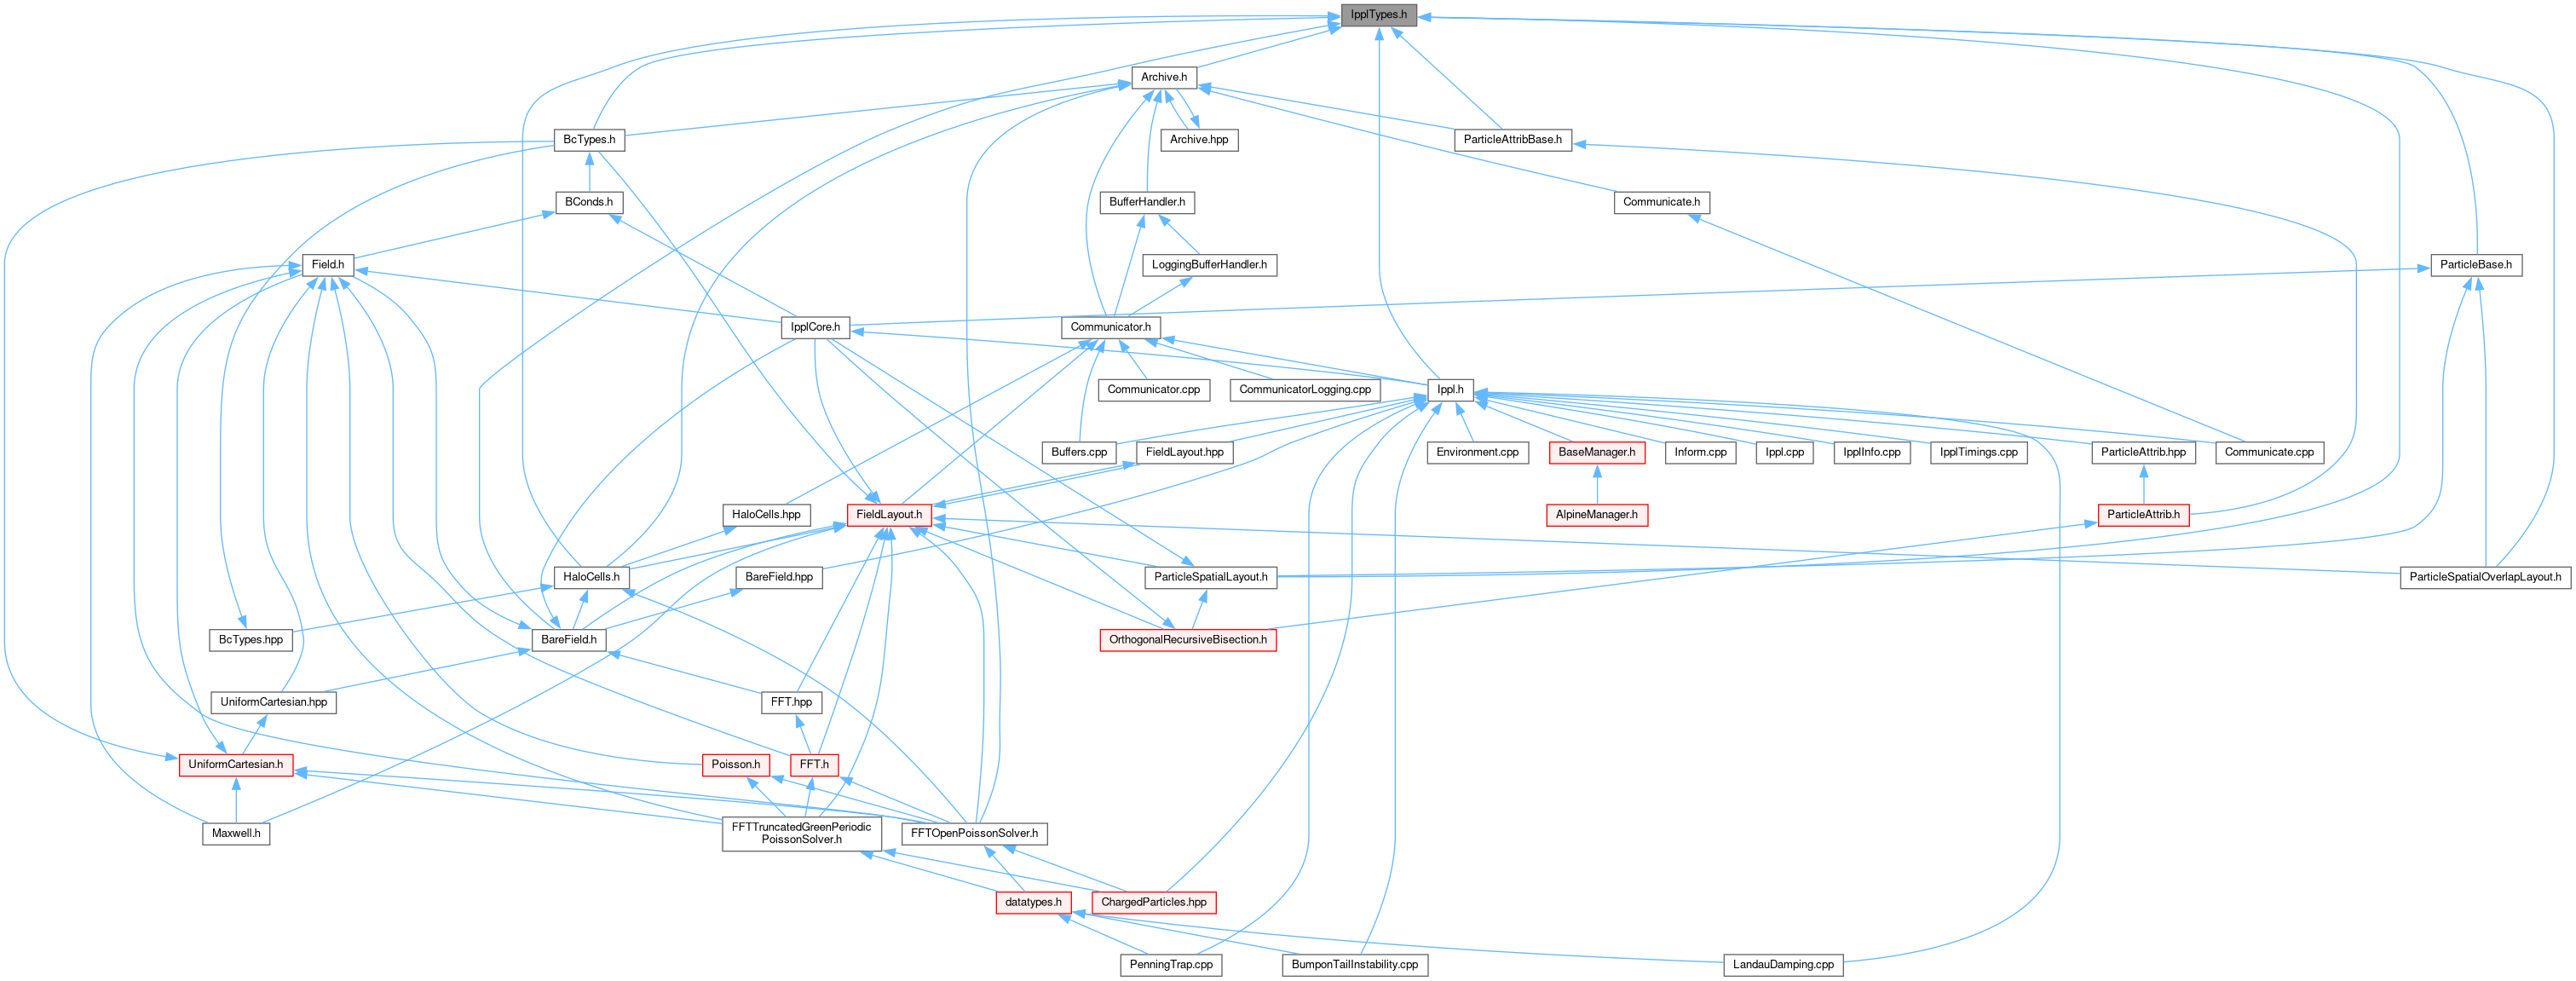 IpplTypes.h
Archive.h
BcTypes.h
Archive.hpp
ParticleAttribBase.h
BConds.h
BufferHandler.h
Communicate.h
Field.h
LoggingBufferHandler.h
ParticleBase.h
IpplCore.h
Communicator.h
Communicator.cpp
CommunicatorLogging.cpp
Ippl.h
Buffers.cpp
FieldLayout.hpp
Environment.cpp
BaseManager.h
Inform.cpp
Ippl.cpp
IpplInfo.cpp
IpplTimings.cpp
ParticleAttrib.hpp
Communicate.cpp
HaloCells.hpp
FieldLayout.h
AlpineManager.h
ParticleAttrib.h
HaloCells.h
BareField.hpp
ParticleSpatialLayout.h
ParticleSpatialOverlapLayout.h
BcTypes.hpp
BareField.h
OrthogonalRecursiveBisection.h
UniformCartesian.hpp
FFT.hpp
UniformCartesian.h
Poisson.h
FFT.h
Maxwell.h
FFTTruncatedGreenPeriodic
PoissonSolver.h
FFTOpenPoissonSolver.h
datatypes.h
ChargedParticles.hpp
PenningTrap.cpp
BumponTailInstability.cpp
LandauDamping.cpp